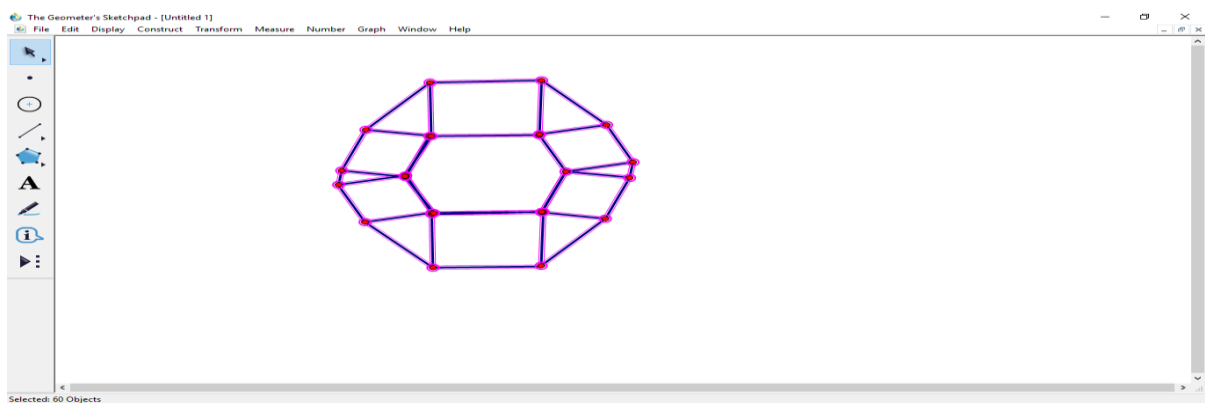 The Geometer's Sketchpad - [Untitled 1]
File Edit Display Construct Transform Measure Number Graph Window Help
A
Selected: 60 Objects